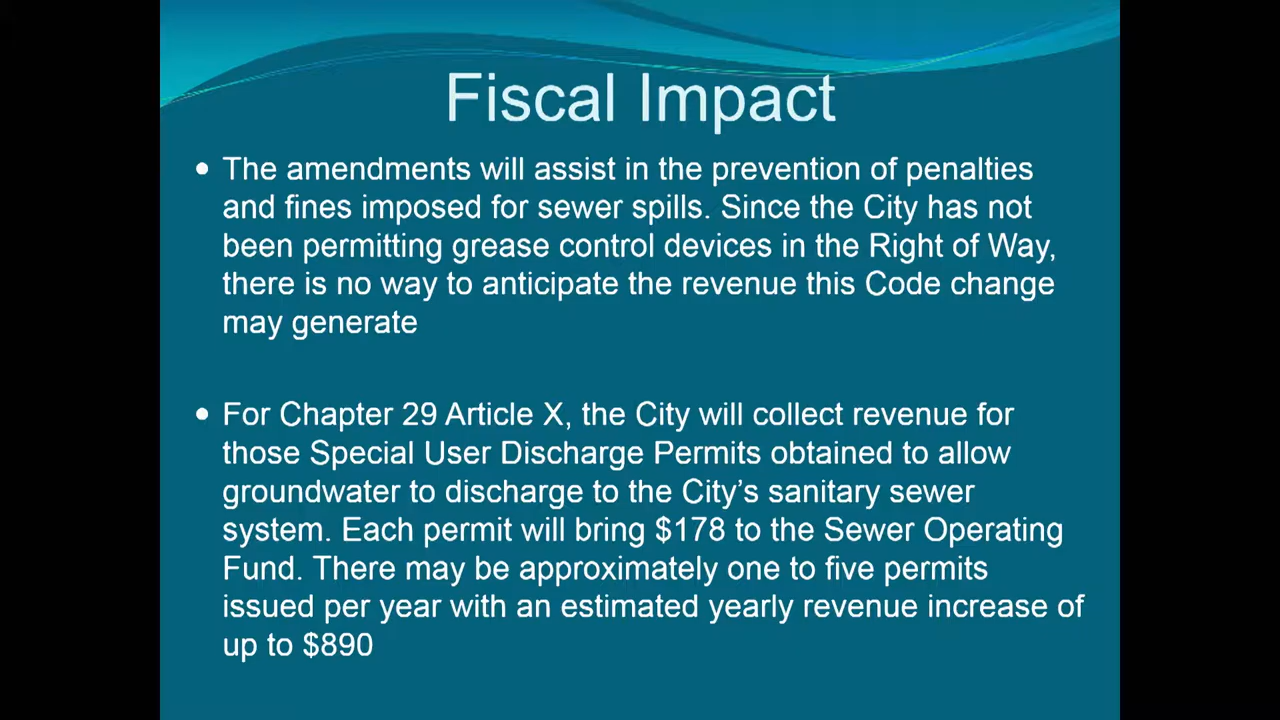 Fiscal Impact
• The amendments will assist in the prevention of penalties
and fines imposed for sewer spills. Since the City has not
been permitting grease control devices in the Right of Way,
there is no way to anticipate the revenue this Code change
may generate
• For Chapter 29 Article X, the City will collect revenue for
those Special User Discharge Permits obtained to allow
groundwater to discharge to the City’s sanitary sewer
system. Each permit will bring $178 to the Sewer Operating
Fund. There may be approximately one to five permits
issued per year with an estimated yearly revenue increase of
up to $890